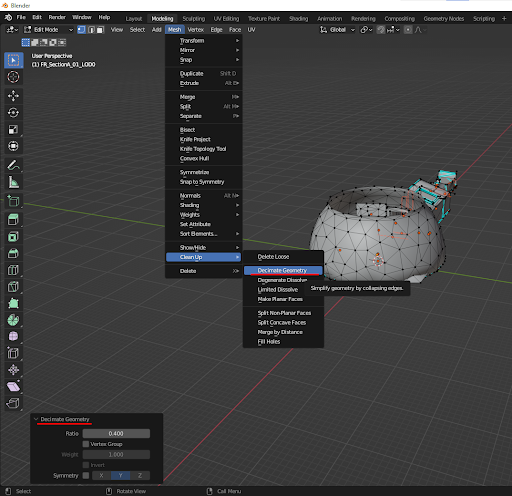 Blender
File Edit Render Window Help Layout Modeling Sculpting UV Editing Texture Paint Shading Animation Rendering Compositing Geometry Nodes Scripting +
Edit Mode View Select Add Mesh Vertex Edge Face UV Global
User Perspective
(1) FR_SectionA_01_LOD0
Transform
Mirror
Snap
Duplicate Shift D
Extrude Alt E
Merge M
Split Alt M
Separate P
Bisect
Knife Project
Knife Topology Tool
Convex Hull
Symmetrize
Snap to Symmetry
Normals Alt N
Shading
Weights
Set Attribute
Sort Elements...
Show/Hide
Clean Up
Delete X
Delete Loose
Decimate Geometry
Degenerate Dissolve
Limited Dissolve
Make Planar Faces
Split Non-Planar Faces
Split Concave Faces
Merge by Distance
Fill Holes
Simplify geometry by collapsing edges.
Decimate Geometry
Ratio 0.400
Vertex Group
Weight 1.000
Invert
Symmetry X Y Z
Select Rotate View Call Menu